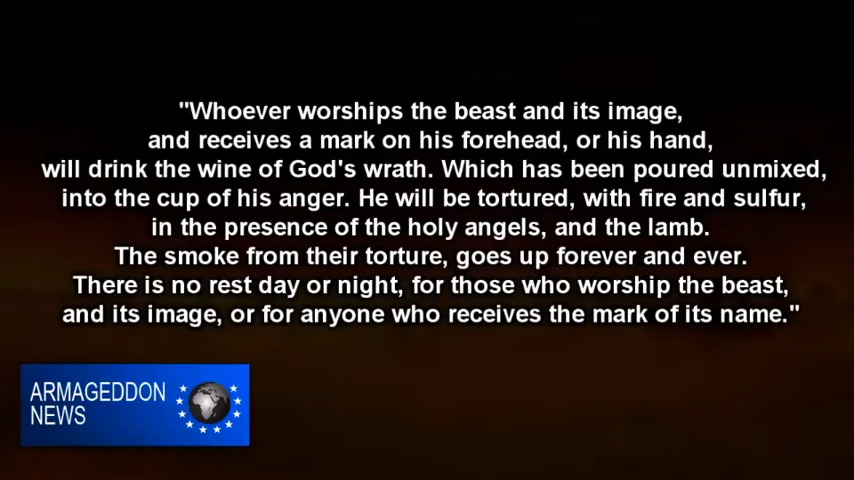 "Whoever worships the beast and its image,
and receives a mark on his forehead, or his hand,
will drink the wine of God's wrath. Which has been poured unmixed,
into the cup of his anger. He will be tortured, with fire and sulfur,
in the presence of the holy angels, and the lamb.
The smoke from their torture, goes up forever and ever.
There is no rest day or night, for those who worship the beast,
and its image, or for anyone who receives the mark of its name."
ARMAGEDDON
NEWS